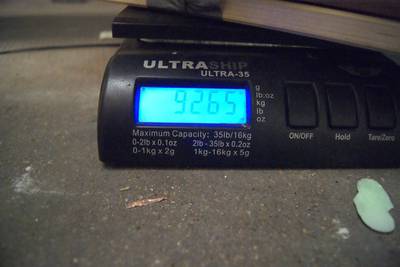 ULTRASHIP
ULTRA-35
9265
g
lb:oz
kg
lb
oz
Maximum Capacity: 35lb/16kg
0-2lb x 0.1oz 2lb - 35lb x 0.2oz
0-1kg x 2g 1kg-16kg x 5g
ON/OFF Hold Tare/Zero